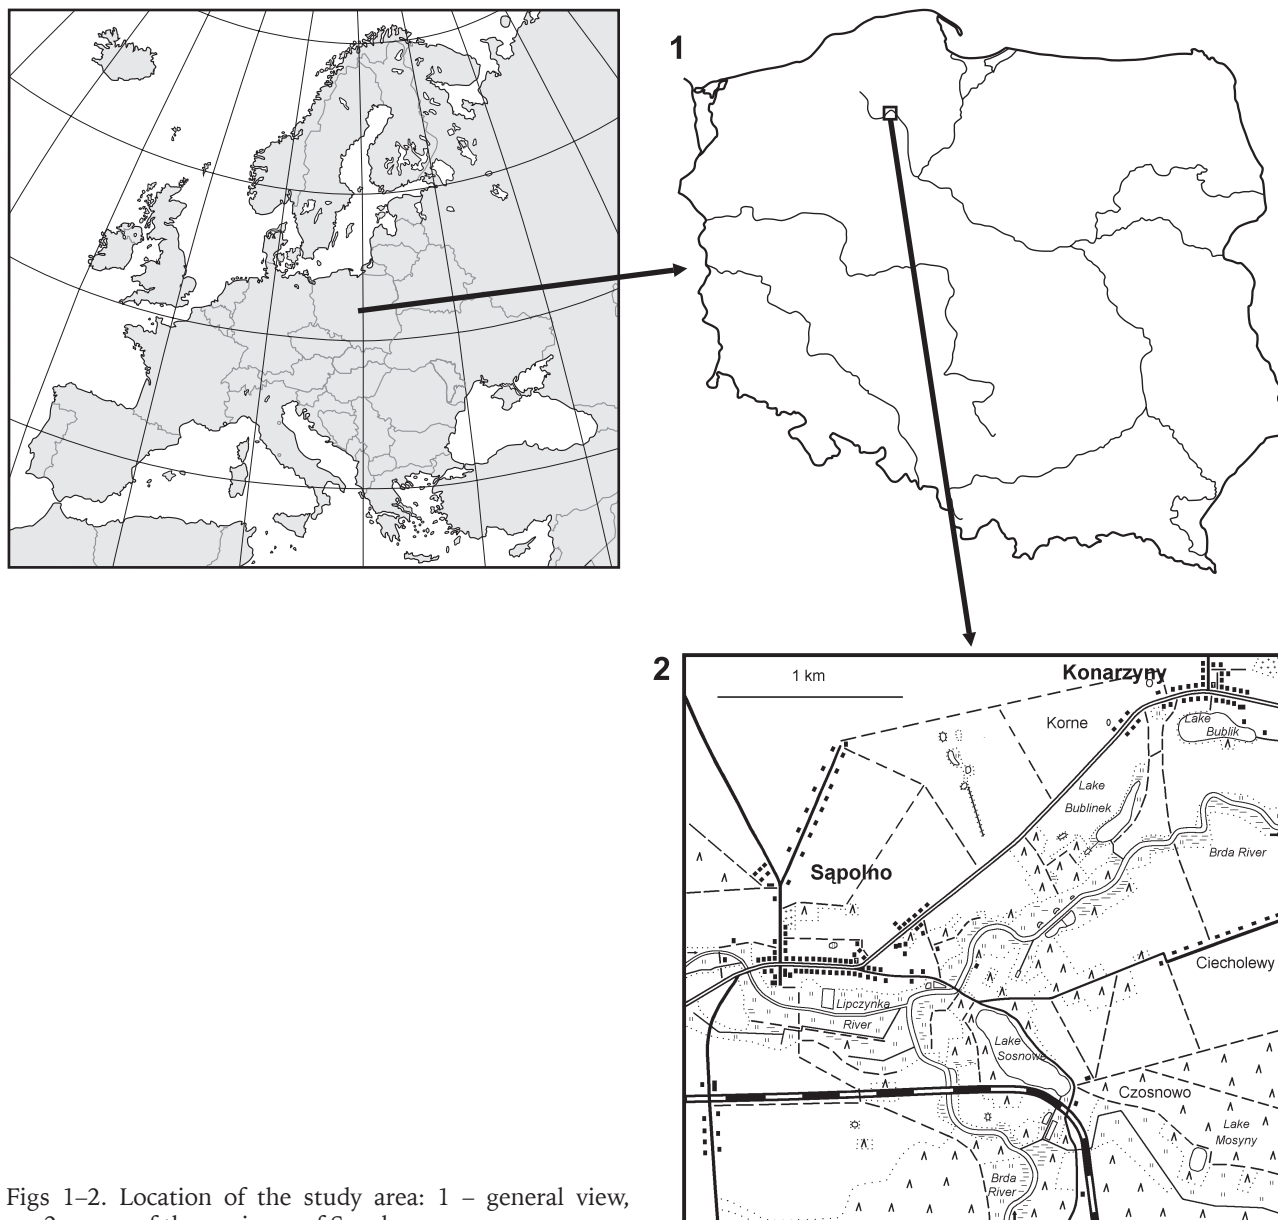 1
2
1 km
Konarzyny
Korne
Lake
Bublik
Lake
Bublinek
Brda River
Sąpolno
Ciecholewy
Lipczynka
River
Lake
Sosnowe
Czosnowo
Lake
Mosyny
Brda
River
Figs 1–2. Location of the study area: 1 – general view,